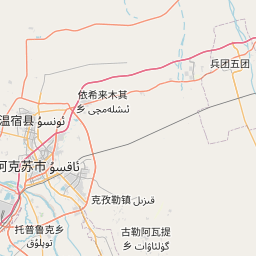 依希来木其
乡 ئىشلەمچى
兵团五团
温宿县 ئونسۇ
阿克苏市 ئاقسۇ
克孜勒镇 قىزىل
托普鲁克乡
توپلۇق
古勒阿瓦提
乡 گۈلئاۋات